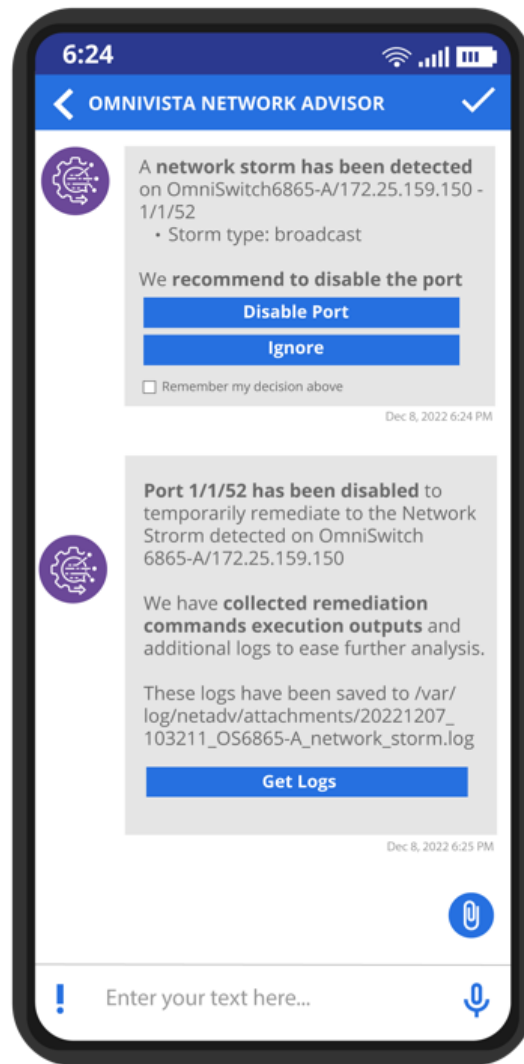 6:24
OMNIVISTA NETWORK ADVISOR
A network storm has been detected
on OmniSwitch6865-A/172.25.159.150 -
1/1/52
• Storm type: broadcast
We recommend to disable the port
Disable Port
Ignore
Remember my decision above
Dec 8, 2022 6:24 PM
Port 1/1/52 has been disabled to
temporarily remediate to the Network
Strorm detected on OmniSwitch
6865-A/172.25.159.150
We have collected remediation
commands execution outputs and
additional logs to ease further analysis.
These logs have been saved to /var/
log/netadv/attachments/20221207_
103211_OS6865-A_network_storm.log
Get Logs
Dec 8, 2022 6:25 PM
! Enter your text here...